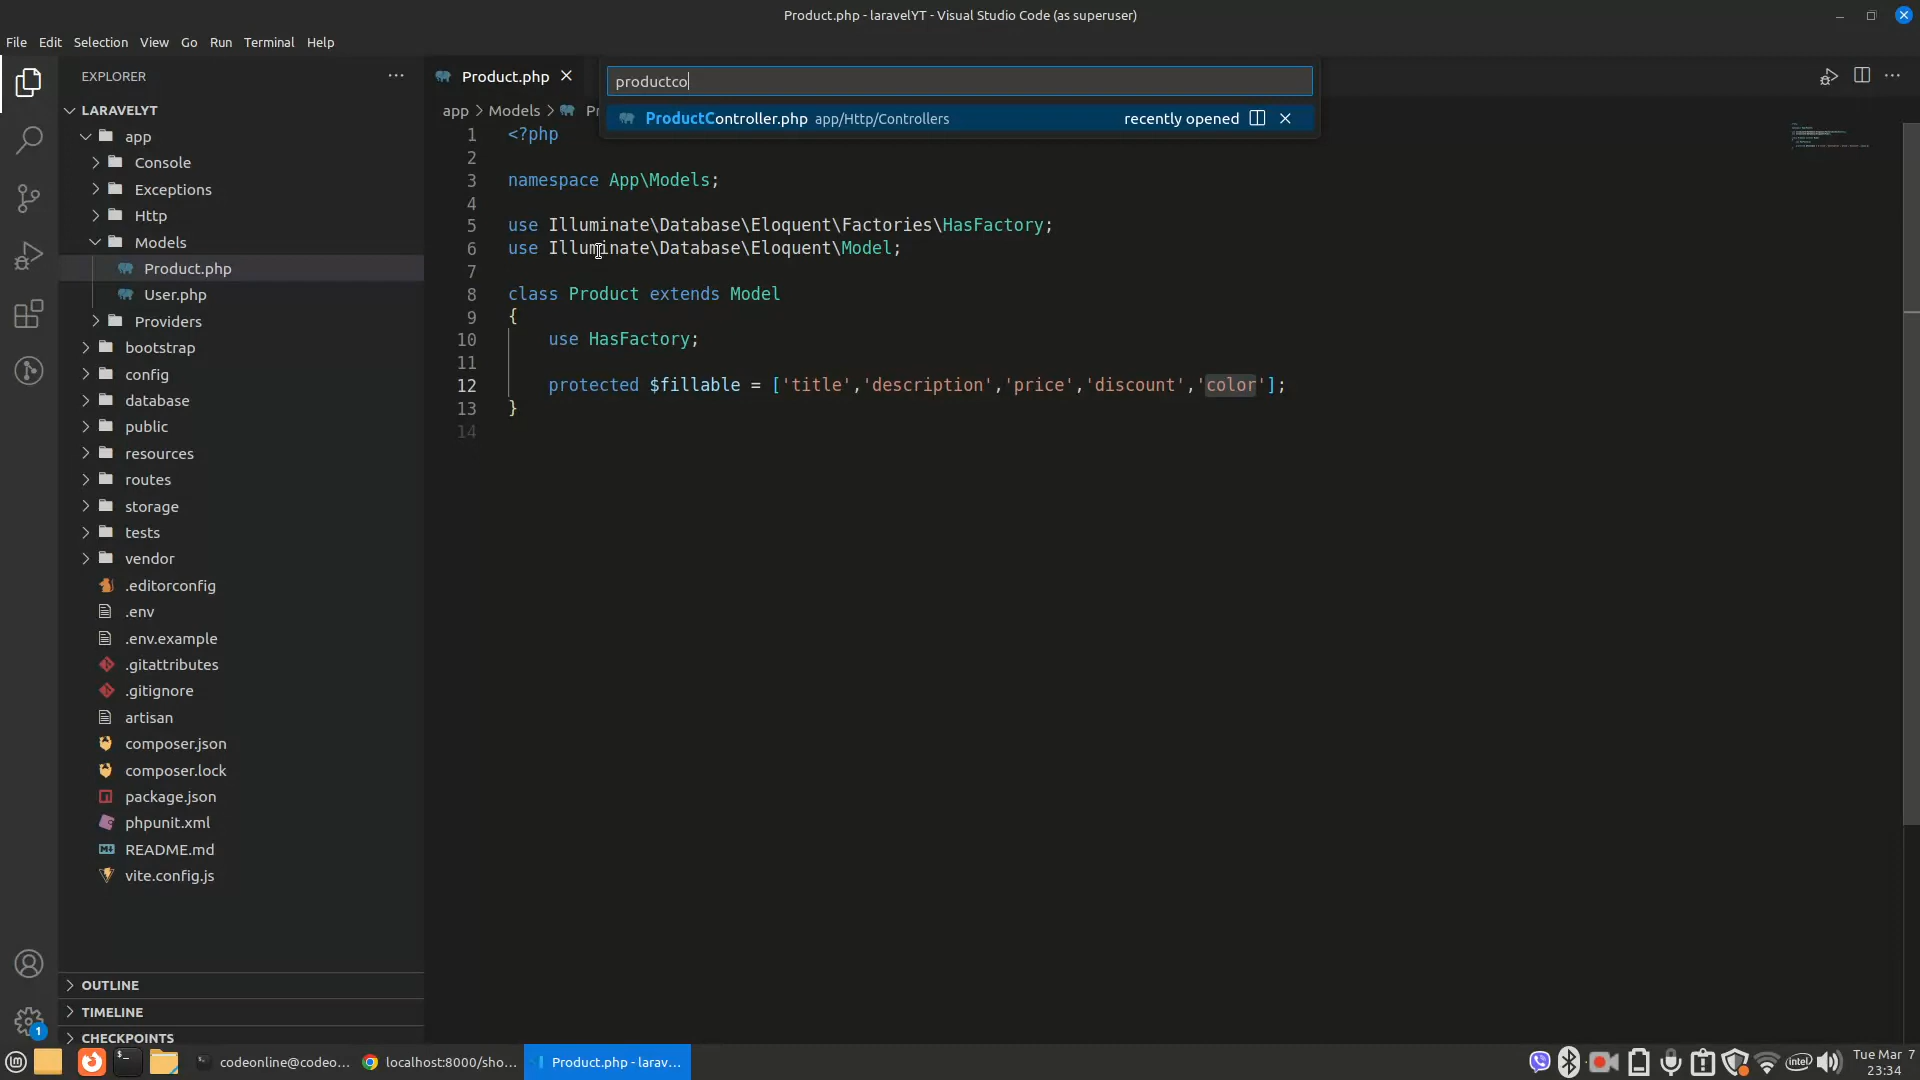 Product.php - laravelYT - Visual Studio Code (as superuser)
File Edit Selection View Go Run Terminal Help
EXPLORER
LARAVELYT
app
Console
Exceptions
Http
Models
Product.php
User.php
Providers
bootstrap
config
database
public
resources
routes
storage
tests
vendor
.editorconfig
.env
.env.example
.gitattributes
.gitignore
artisan
composer.json
composer.lock
package.json
phpunit.xml
README.md
vite.config.js
OUTLINE
TIMELINE
CHECKPOINTS
1
Product.php
productco
ProductController.php app/Http/Controllers recently opened
app > Models > Pr
1 <?php
2
3 namespace App\Models;
4
5 use Illuminate\Database\Eloquent\Factories\HasFactory;
6 use Illuminate\Database\Eloquent\Model;
7
8 class Product extends Model
9 {
10 use HasFactory;
11
12 protected $fillable = ['title','description','price','discount','color'];
13 }
14
codeonline@codeo...
localhost:8000/sho...
Product.php - larav...
intel
Tue Mar 7
23:34